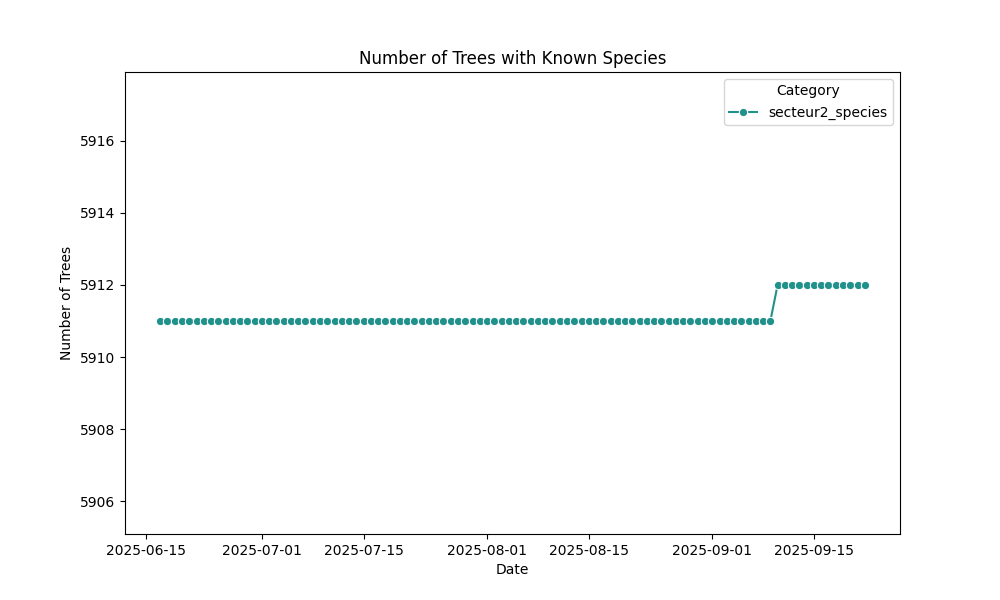 Number of Trees with Known Species
Category
secteur2_species
Number of Trees
5916
5914
5912
5910
5908
5906
2025-06-15 2025-07-01 2025-07-15 2025-08-01 2025-08-15 2025-09-01 2025-09-15
Date